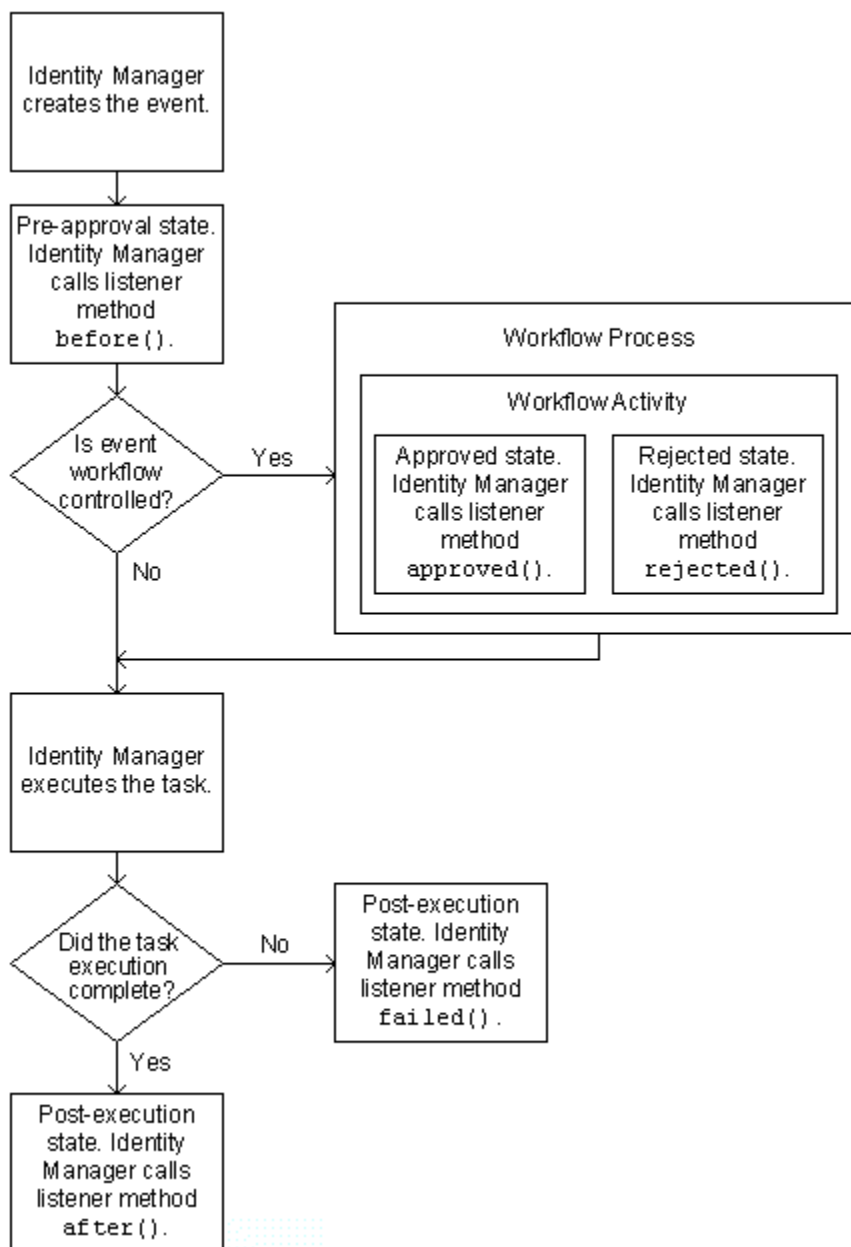 Identity Manager
creates the event.
Pre-approval state.
Identity Manager
calls listener
method
before().
Is event
workflow
controlled?
Yes
No
Workflow Process
Workflow Activity
Approved state.
Identity Manager
calls listener
method
approved().
Rejected state.
Identity Manager
calls listener
method
rejected().
Identity Manager
executes the task.
Did the task
execution
complete?
No
Yes
Post-execution
state. Identity
Manager calls
listener method
failed().
Post-execution
state. Identity
Manager calls
listener method
after().